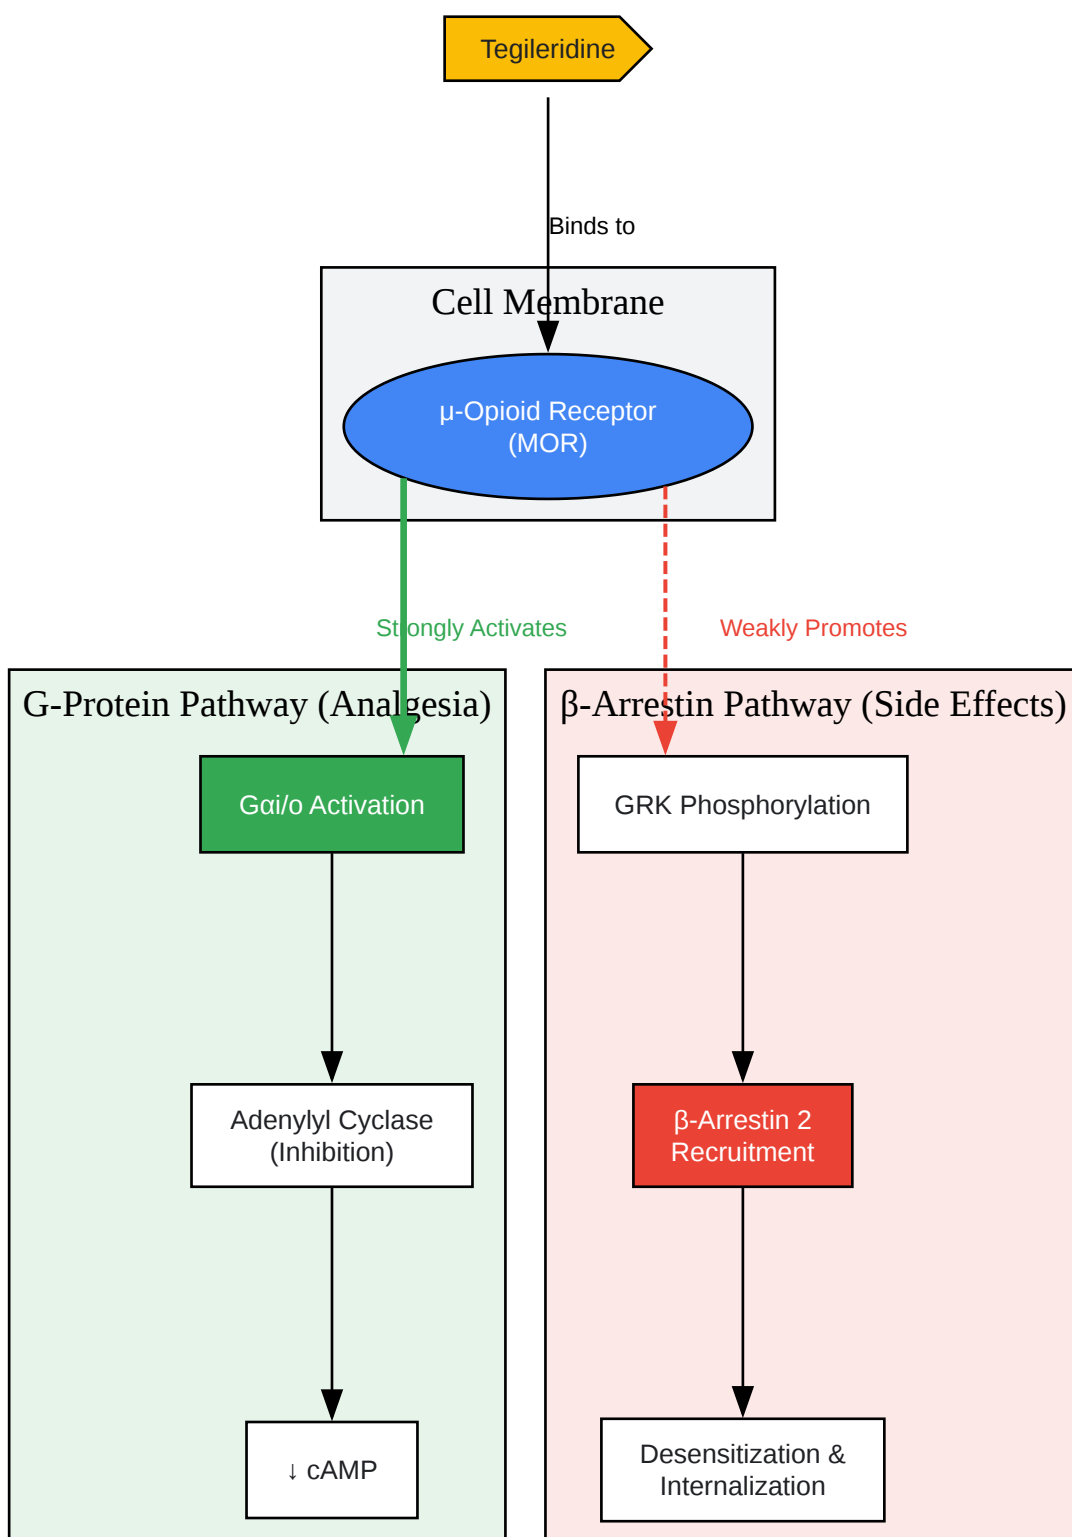 Tegileridine
Binds to
Cell Membrane
μ-Opioid Receptor
(MOR)
Strongly Activates
Weakly Promotes
G-Protein Pathway (Analgesia)
β-Arrestin Pathway (Side Effects)
Gαi/o Activation
GRK Phosphorylation
Adenylyl Cyclase
(Inhibition)
β-Arrestin 2
Recruitment
↓ cAMP
Desensitization &
Internalization